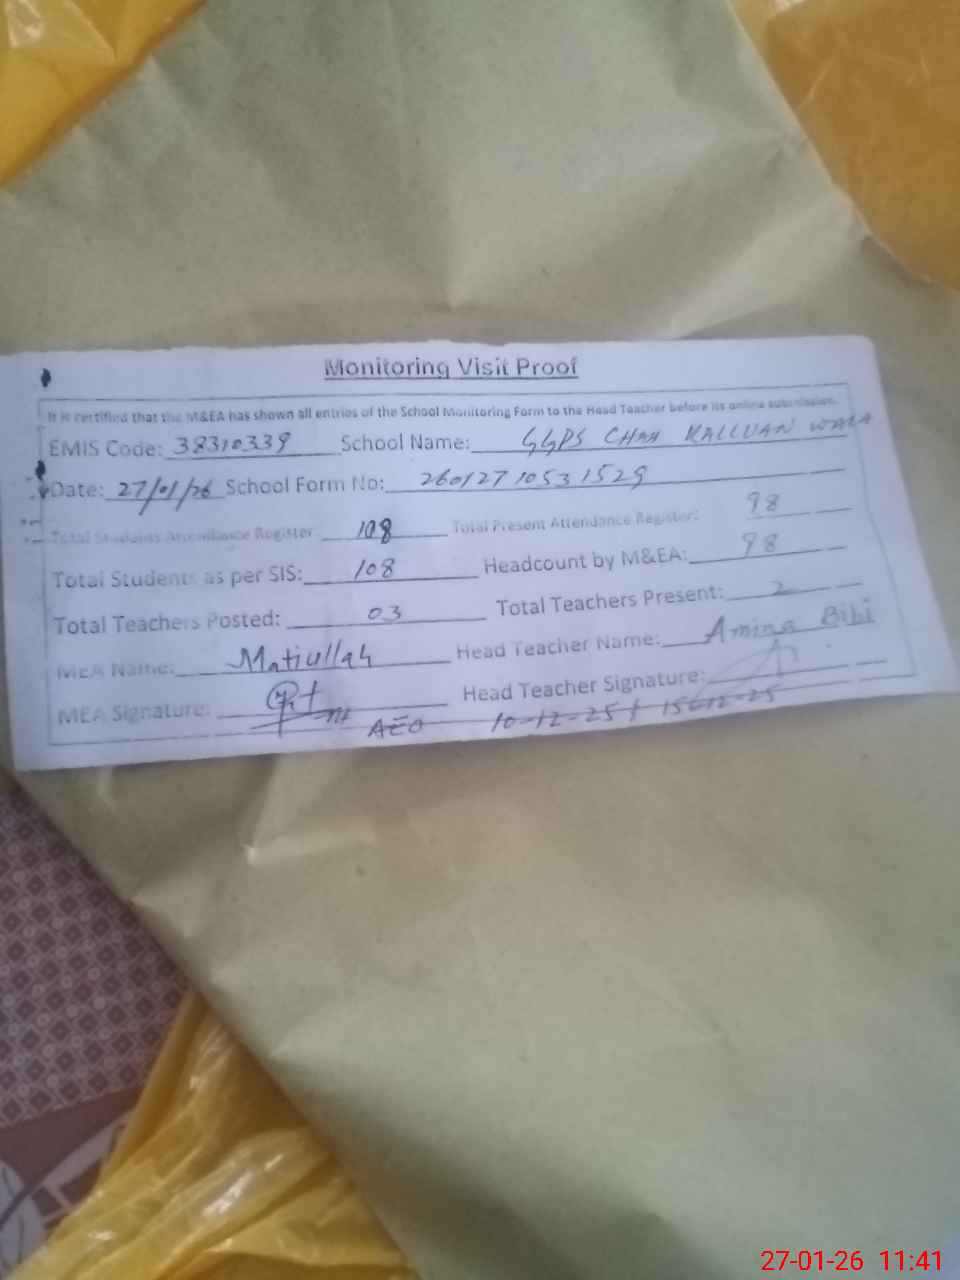 Monitoring Visit Proof
It is certified that the M&EA has shown all entries of the School Monitoring Form to the Head Teacher before its online submission.
EMIS Code: 38310339 School Name: GGPS CHAH KALLUAN WALA
Date: 27/01/26 School Form No: 260127 1053 1529
Total Students Attendance Register: 108 Total Present Attendance Register: 98
Total Students as per SIS: 108 Headcount by M&EA: 98
Total Teachers Posted: 03 Total Teachers Present: 2
MEA Name: Matiullah Head Teacher Name: Amina Bibi
MEA Signature: Head Teacher Signature:
AEO 10-12-25 15-12-25
27-01-26 11:41